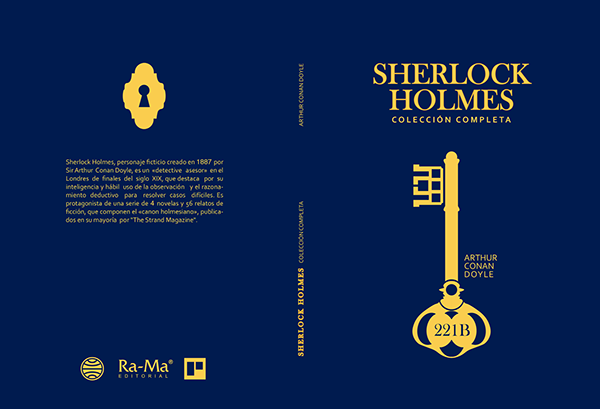 Sherlock Holmes, personaje ficticio creado en 1887 por
Sir Arthur Conan Doyle, es un «detective asesor» en el
Londres de finales del siglo XIX, que destaca por su
inteligencia y hábil uso de la observación y el razona-
miento deductivo para resolver casos difíciles. Es
protagonista de una serie de 4 novelas y 56 relatos de
ficción, que componen el «canon holmesiano», publica-
dos en su mayoría por "The Strand Magazine".
Ra-Ma®
EDITORIAL
ARTHUR CONAN DOYLE
SHERLOCK HOLMES COLECCIÓN COMPLETA
SHERLOCK
HOLMES
COLECCIÓN COMPLETA
ARTHUR
CONAN
DOYLE
221B